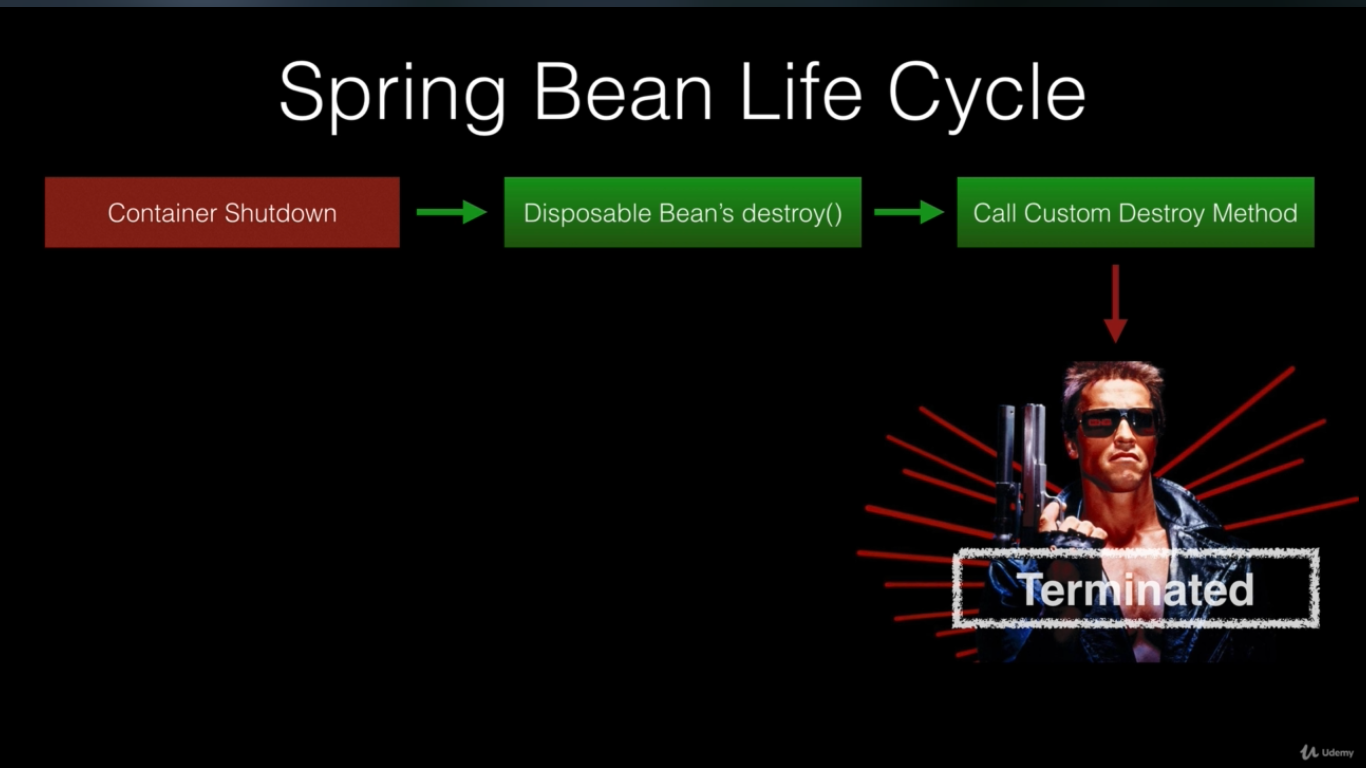 Spring Bean Life Cycle
Container Shutdown
Disposable Bean’s destroy()
Call Custom Destroy Method
Terminated
Udemy